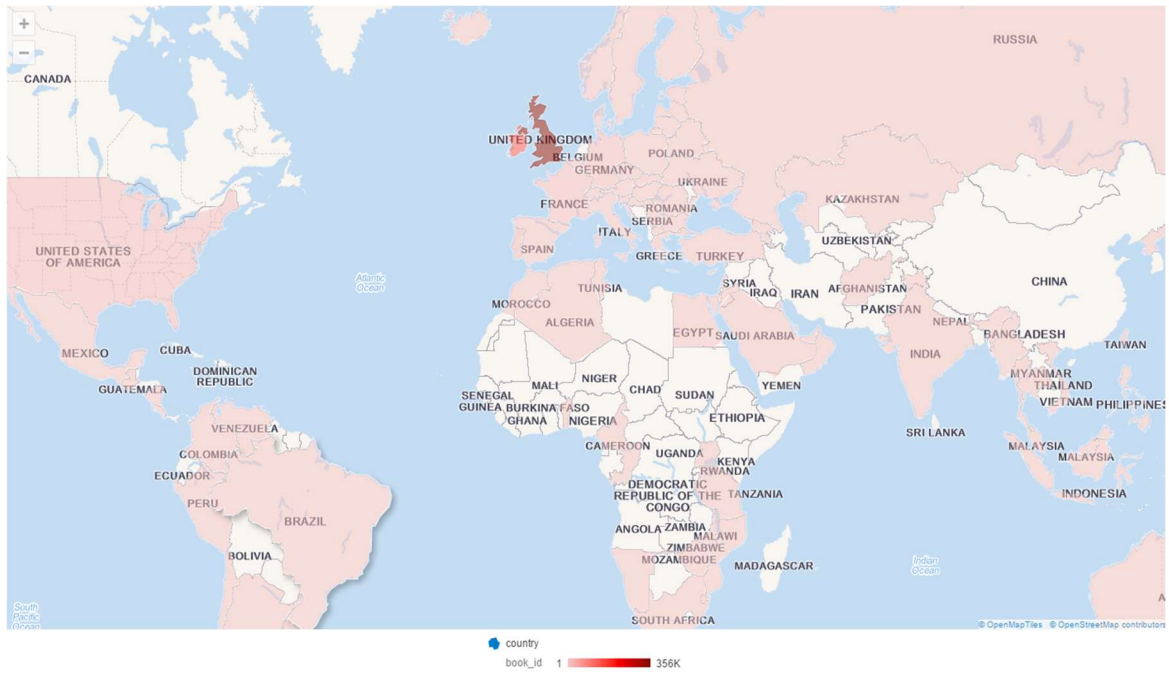 +
−
RUSSIA
CANADA
UNITED KINGDOM
BELGIUM
POLAND
GERMANY
UKRAINE
KAZAKHSTAN
FRANCE
ROMANIA
SERBIA
ITALY
UZBEKISTAN
UNITED STATES
OF AMERICA
SPAIN
GREECE
TURKEY
Atlantic
Ocean
SYRIA
IRAQ
IRAN
AFGHANISTAN
CHINA
TUNISIA
MOROCCO
PAKISTAN
ALGERIA
NEPAL
EGYPT
SAUDI ARABIA
BANGLADESH
TAIWAN
MEXICO
CUBA
INDIA
DOMINICAN
REPUBLIC
MYANMAR
GUATEMALA
MALI
NIGER
CHAD
SUDAN
YEMEN
THAILAND
SENEGAL
VIETNAM
PHILIPPINES
GUINEA
BURKINA FASO
GHANA
NIGERIA
ETHIOPIA
VENEZUELA
SRI LANKA
CAMEROON
UGANDA
KENYA
MALAYSIA
MALAYSIA
COLOMBIA
RWANDA
ECUADOR
DEMOCRATIC
REPUBLIC OF THE
CONGO
TANZANIA
INDONESIA
PERU
BRAZIL
ANGOLA
ZAMBIA
MALAWI
ZIMBABWE
BOLIVIA
MOZAMBIQUE
MADAGASCAR
Indian
Ocean
A
South
Pacific
Ocean
SOUTH AFRICA
© OpenMapTiles © OpenStreetMap contributors
country
book_id 1 356K